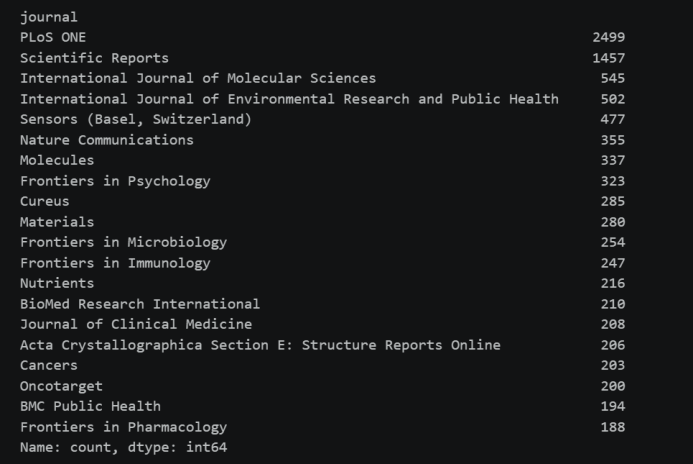 journal
PLoS ONE 2499
Scientific Reports 1457
International Journal of Molecular Sciences 545
International Journal of Environmental Research and Public Health 502
Sensors (Basel, Switzerland) 477
Nature Communications 355
Molecules 337
Frontiers in Psychology 323
Cureus 285
Materials 280
Frontiers in Microbiology 254
Frontiers in Immunology 247
Nutrients 216
BioMed Research International 210
Journal of Clinical Medicine 208
Acta Crystallographica Section E: Structure Reports Online 206
Cancers 203
Oncotarget 200
BMC Public Health 194
Frontiers in Pharmacology 188
Name: count, dtype: int64